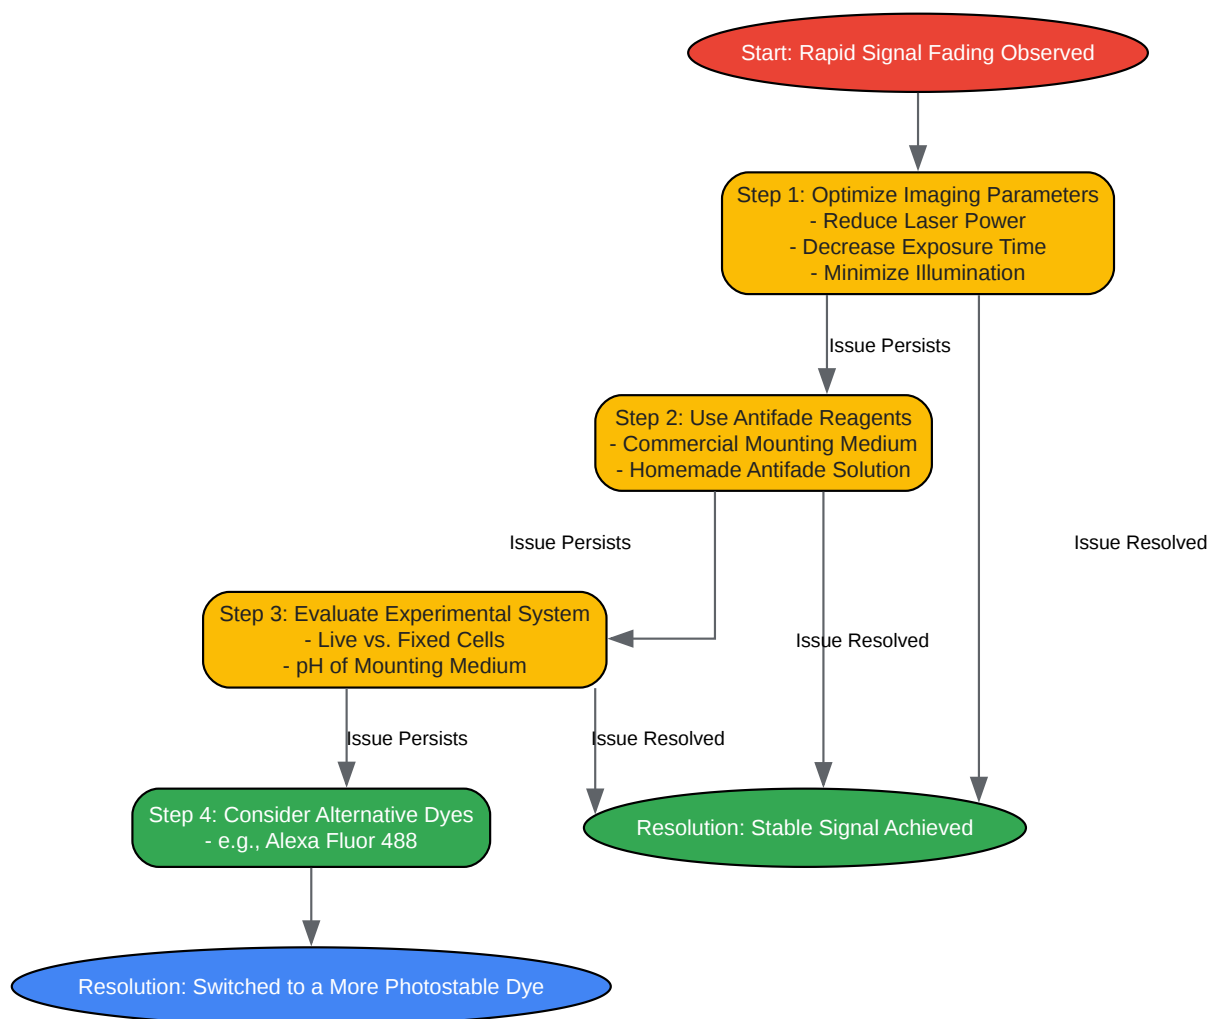 Start: Rapid Signal Fading Observed
Step 1: Optimize Imaging Parameters
- Reduce Laser Power
- Decrease Exposure Time
- Minimize Illumination
Issue Persists
Step 2: Use Antifade Reagents
- Commercial Mounting Medium
- Homemade Antifade Solution
Issue Persists
Issue Resolved
Step 3: Evaluate Experimental System
- Live vs. Fixed Cells
- pH of Mounting Medium
Issue Resolved
Issue Persists
Issue Resolved
Step 4: Consider Alternative Dyes
- e.g., Alexa Fluor 488
Resolution: Stable Signal Achieved
Resolution: Switched to a More Photostable Dye